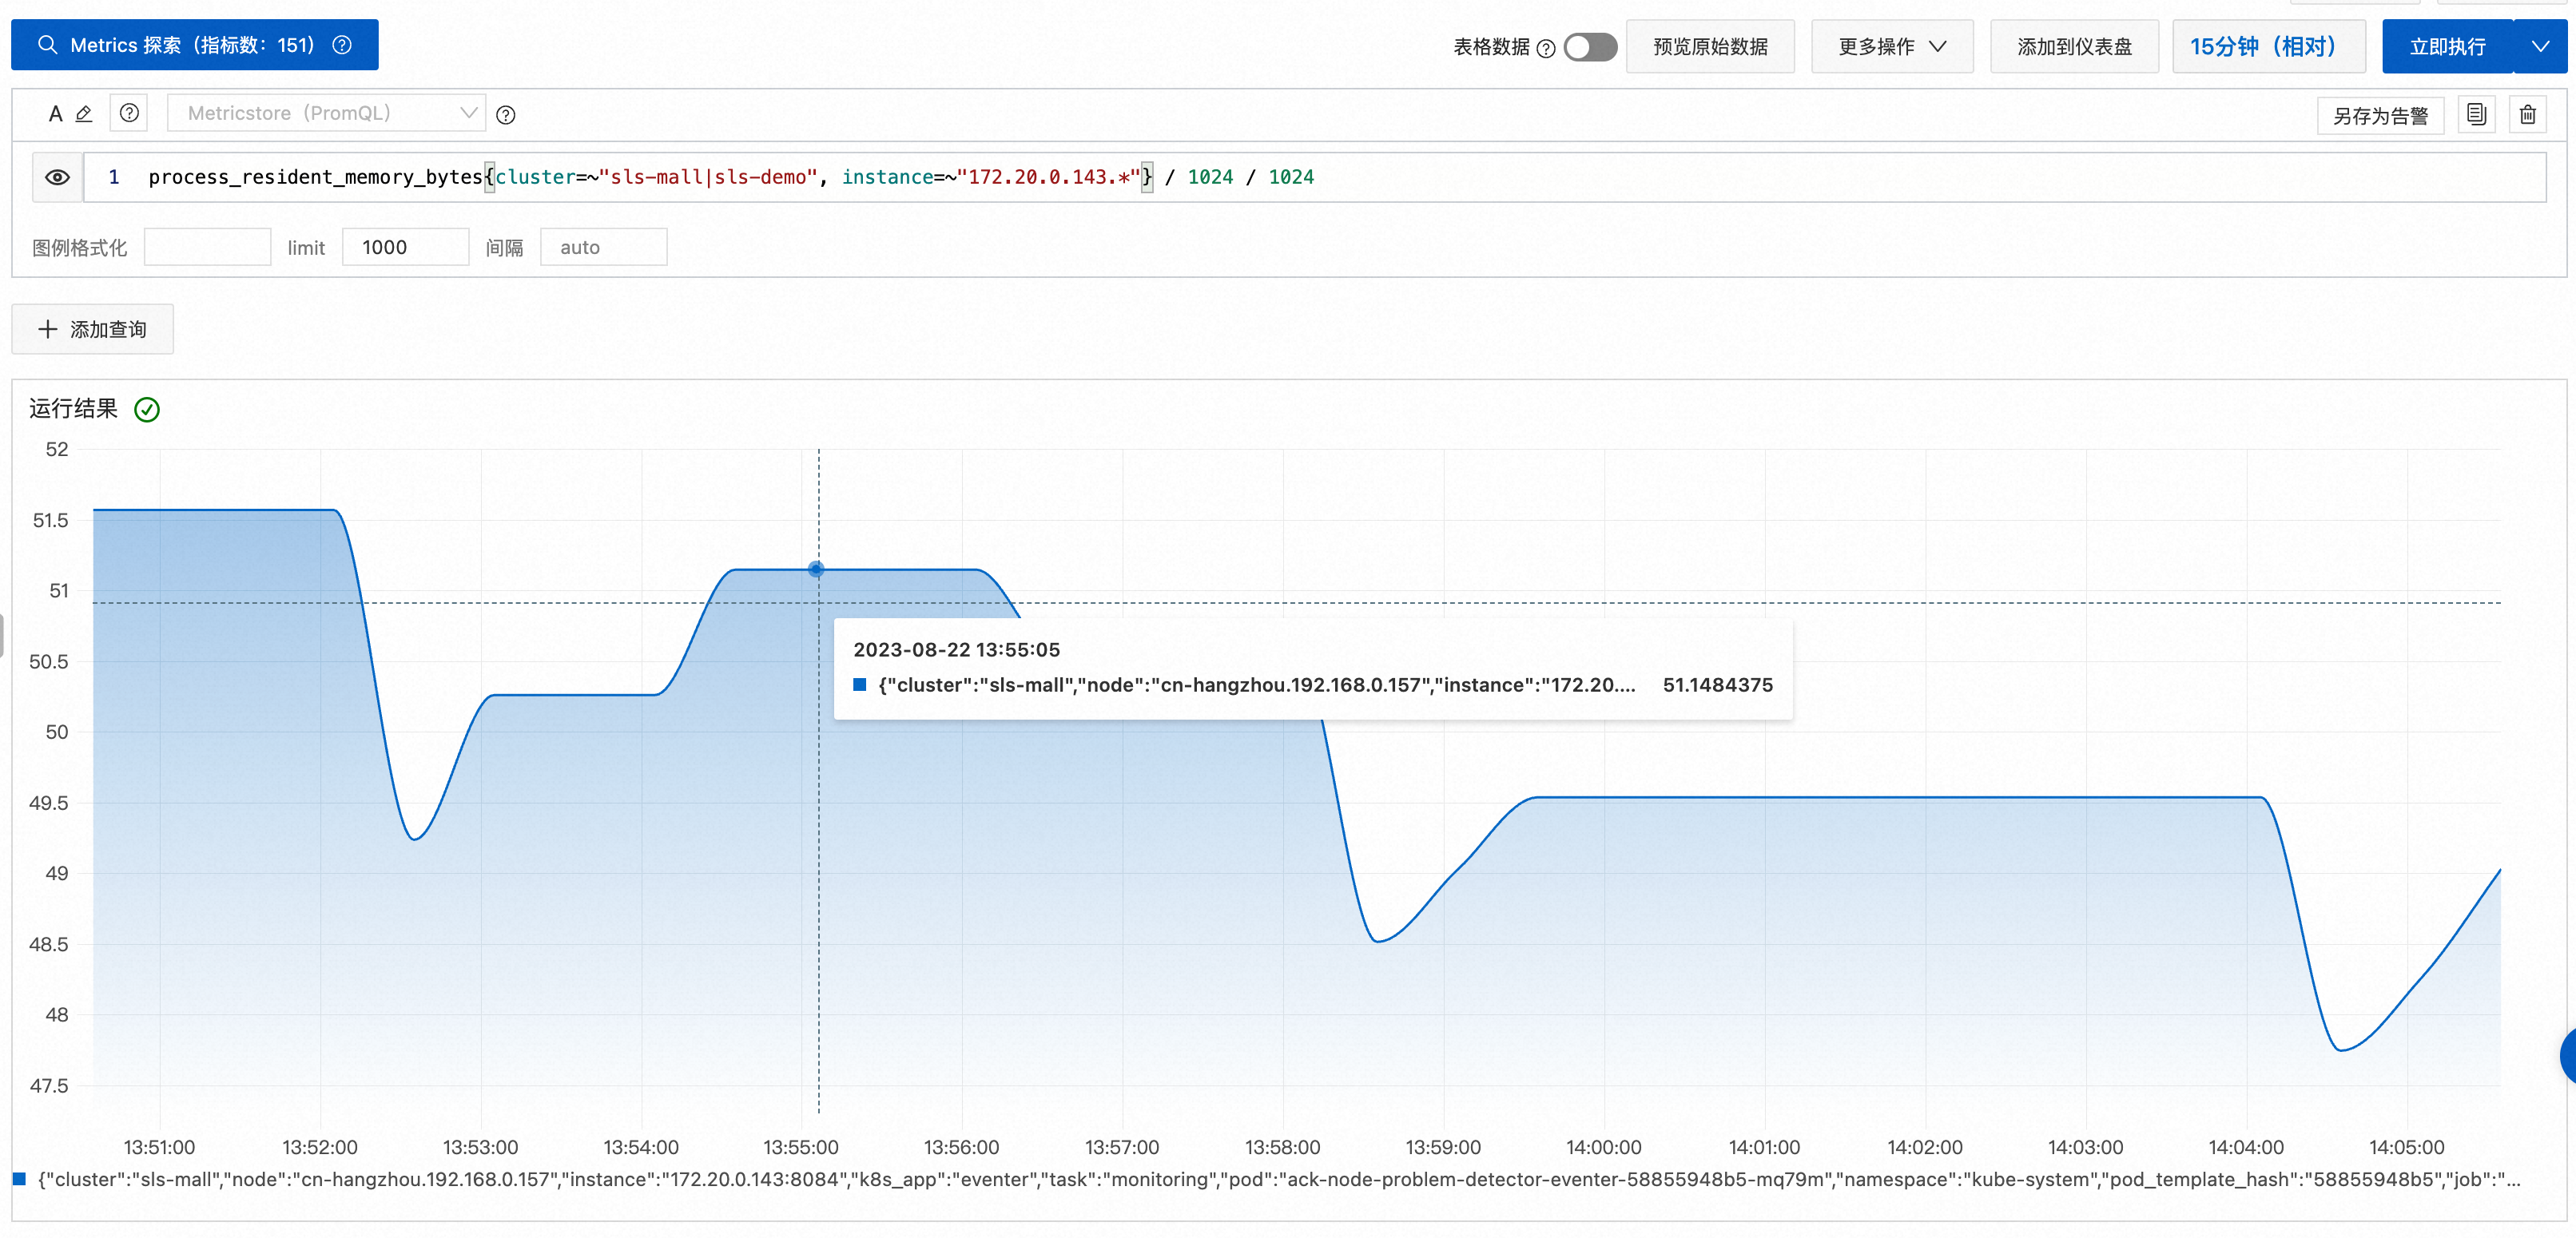 Metrics 探索（指标数：151）
表格数据
预览原始数据
更多操作
添加到仪表盘
15分钟（相对）
立即执行
A
Metricstore（PromQL）
另存为告警
1 process_resident_memory_bytes{cluster=~"sls-mall|sls-demo", instance=~"172.20.0.143.*"} / 1024 / 1024
图例格式化
limit 1000
间隔 auto
添加查询
运行结果
52
51.5
51
50.5
50
49.5
49
48.5
48
47.5
2023-08-22 13:55:05
{"cluster":"sls-mall","node":"cn-hangzhou.192.168.0.157","instance":"172.20.... 51.1484375
13:51:00 13:52:00 13:53:00 13:54:00 13:55:00 13:56:00 13:57:00 13:58:00 13:59:00 14:00:00 14:01:00 14:02:00 14:03:00 14:04:00 14:05:00
{"cluster":"sls-mall","node":"cn-hangzhou.192.168.0.157","instance":"172.20.0.143:8084","k8s_app":"eventer","task":"monitoring","pod":"ack-node-problem-detector-eventer-58855948b5-mq79m","namespace":"kube-system","pod_template_hash":"58855948b5","job":"...